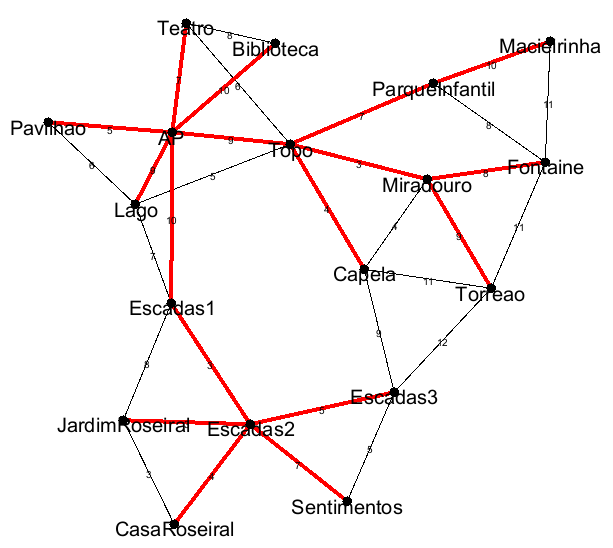 Teatro
8
Biblioteca
Macieirinha
10
6
10
ParqueInfantil
11
7
Pavilhao
5
AP
9
8
Topo
3
8
Fontaine
6
5
Miradouro
Lago
4
10
4
9
11
7
Capela
11
Torreao
Escadas1
9
12
8
3
Escadas3
JardimRoseiral
Escadas2
5
5
3
4
7
Sentimentos
CasaRoseiral